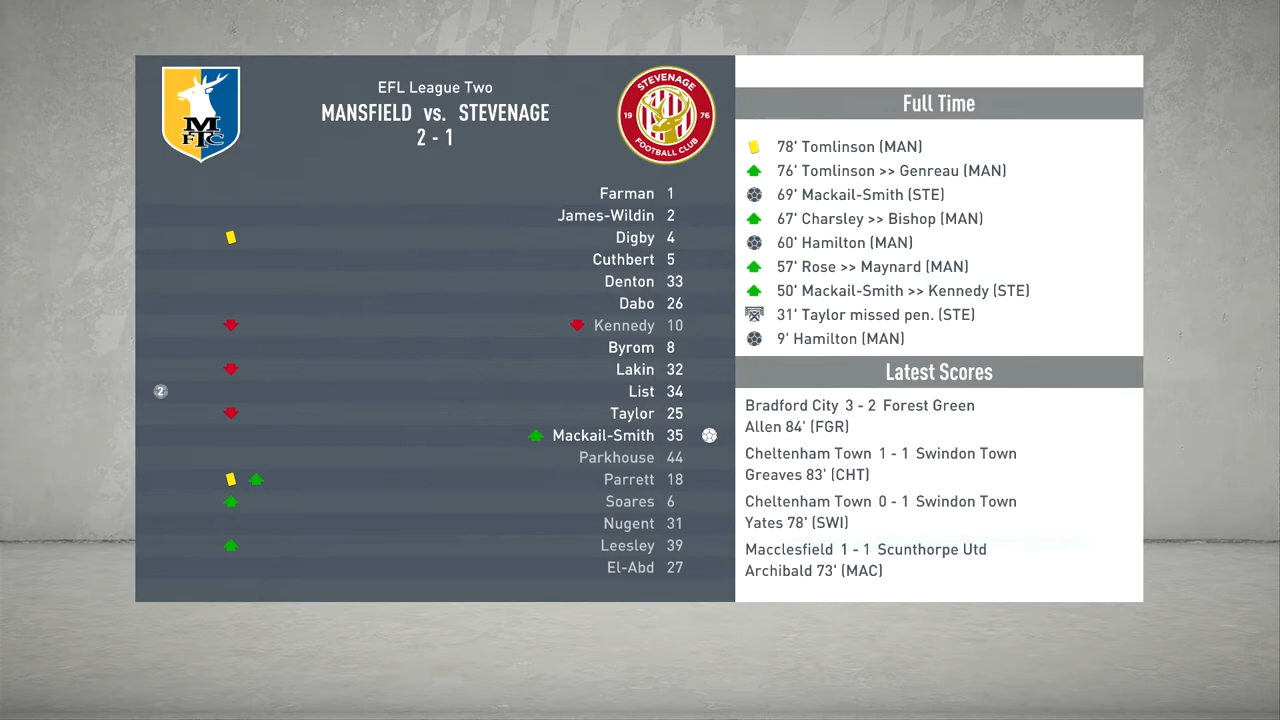 EFL League Two
MANSFIELD vs. STEVENAGE
2 - 1
MFTC
STEVENAGE
19 76
FOOTBALL CLUB
Farman 1
James-Wildin 2
Digby 4
Cuthbert 5
Denton 33
Dabo 26
Kennedy 10
Byrom 8
Lakin 32
2 List 34
Taylor 25
Mackail-Smith 35
Parkhouse 44
Parrett 18
Soares 6
Nugent 31
Leesley 39
El-Abd 27
Full Time
78' Tomlinson (MAN)
76' Tomlinson >> Genreau (MAN)
69' Mackail-Smith (STE)
67' Charsley >> Bishop (MAN)
60' Hamilton (MAN)
57' Rose >> Maynard (MAN)
50' Mackail-Smith >> Kennedy (STE)
31' Taylor missed pen. (STE)
9' Hamilton (MAN)
Latest Scores
Bradford City 3 - 2 Forest Green
Allen 84' (FGR)
Cheltenham Town 1 - 1 Swindon Town
Greaves 83' (CHT)
Cheltenham Town 0 - 1 Swindon Town
Yates 78' (SWI)
Macclesfield 1 - 1 Scunthorpe Utd
Archibald 73' (MAC)